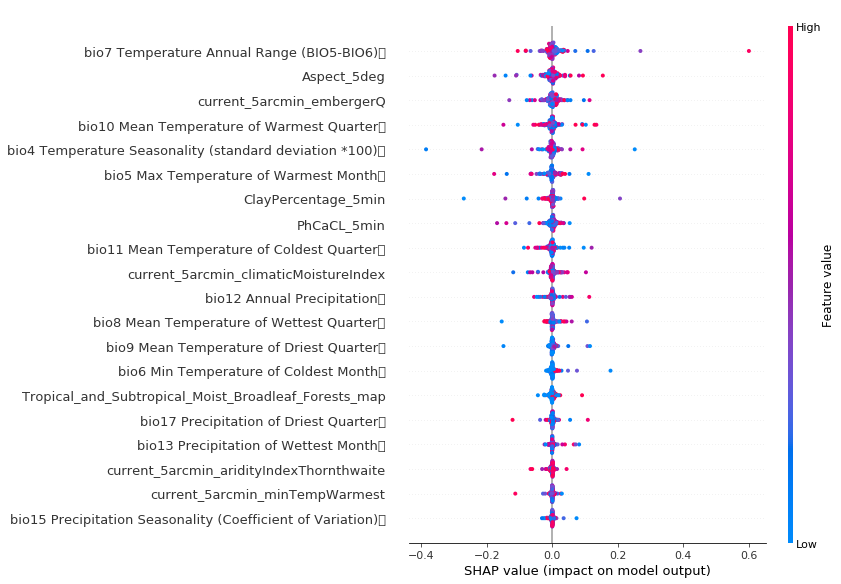 High
bio7 Temperature Annual Range (BIO5-BIO6)
Aspect_5deg
current_5arcmin_embergerQ
bio10 Mean Temperature of Warmest Quarter
bio4 Temperature Seasonality (standard deviation *100)
bio5 Max Temperature of Warmest Month
ClayPercentage_5min
PhCaCL_5min
bio11 Mean Temperature of Coldest Quarter
current_5arcmin_climaticMoistureIndex
bio12 Annual Precipitation
bio8 Mean Temperature of Wettest Quarter
bio9 Mean Temperature of Driest Quarter
bio6 Min Temperature of Coldest Month
Tropical_and_Subtropical_Moist_Broadleaf_Forests_map
bio17 Precipitation of Driest Quarter
bio13 Precipitation of Wettest Month
current_5arcmin_aridityIndexThornthwaite
current_5arcmin_minTempWarmest
bio15 Precipitation Seasonality (Coefficient of Variation)
Feature value
Low
−0.4 −0.2 0.0 0.2 0.4 0.6
SHAP value (impact on model output)